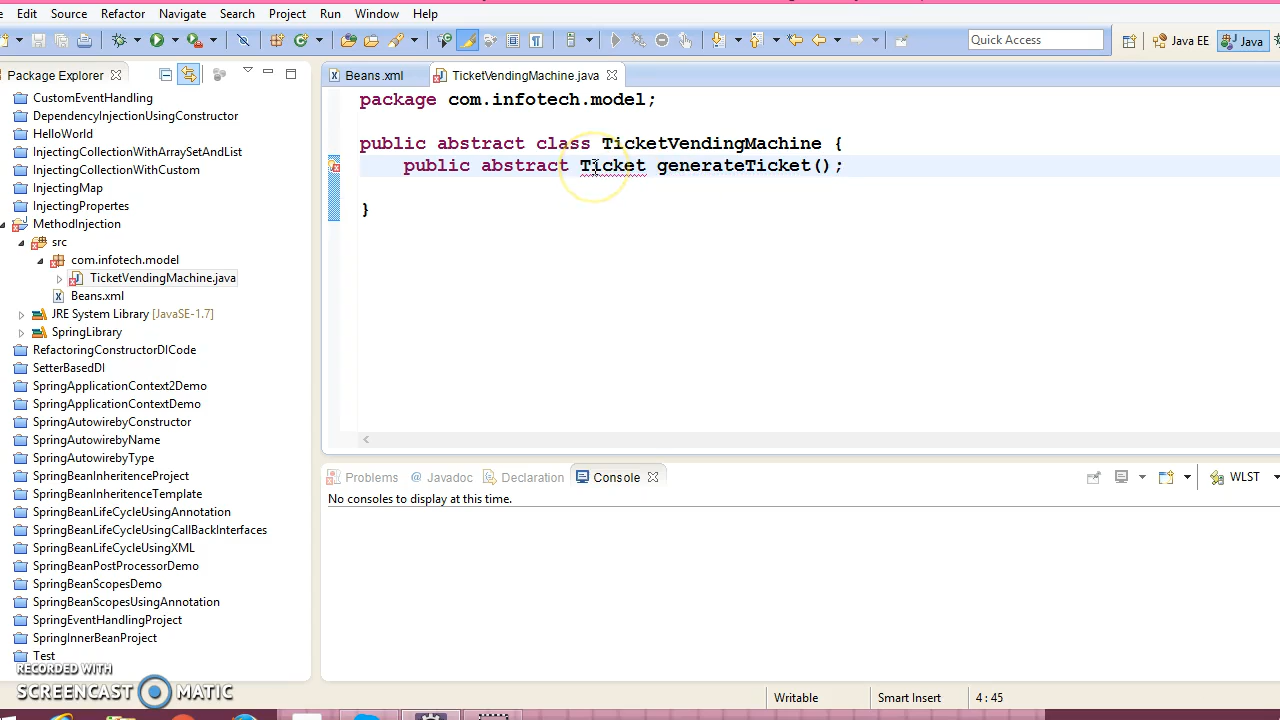 Edit Source Refactor Navigate Search Project Run Window Help
Quick Access
Java EE
Java
Package Explorer
CustomEventHandling
DependencyInjectionUsingConstructor
HelloWorld
InjectingCollectionWithArraySetAndList
InjectingCollectionWithCustom
InjectingMap
InjectingPropertes
MethodInjection
src
com.infotech.model
TicketVendingMachine.java
Beans.xml
JRE System Library [JavaSE-1.7]
SpringLibrary
RefactoringConstructorDICode
SetterBasedDI
SpringApplicationContext2Demo
SpringApplicationContextDemo
SpringAutowirebyConstructor
SpringAutowirebyName
SpringAutowirebyType
SpringBeanInheritenceProject
SpringBeanInheritenceTemplate
SpringBeanLifeCycleUsingAnnotation
SpringBeanLifeCycleUsingCallBackInterfaces
SpringBeanLifeCycleUsingXML
SpringBeanPostProcessorDemo
SpringBeanScopesDemo
SpringBeanScopesUsingAnnotation
SpringEventHandlingProject
SpringInnerBeanProject
Test
RECORDED WITH
SCREENCAST MATIC
Beans.xml
TicketVendingMachine.java
package com.infotech.model;
public abstract class TicketVendingMachine {
public abstract Ticket generateTicket();
}
Problems @ Javadoc Declaration Console
WLST
No consoles to display at this time.
Writable Smart Insert 4 : 45